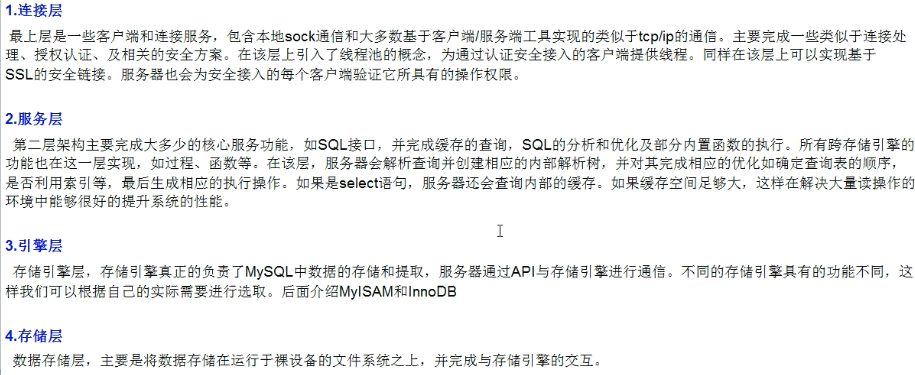 1.连接层
最上层是一些客户端和连接服务，包含本地sock通信和大多数基于客户端/服务端工具实现的类似于tcp/ip的通信。主要完成一些类似于连接处
理、授权认证、及相关的安全方案。在该层上引入了线程池的概念，为通过认证安全接入的客户端提供线程。同样在该层上可以实现基于
SSL的安全链接。服务器也会为安全接入的每个客户端验证它所具有的操作权限。
2.服务层
第二层架构主要完成大多少的核心服务功能，如SQL接口，并完成缓存的查询，SQL的分析和优化及部分内置函数的执行。所有跨存储引擎的
功能也在这一层实现，如过程、函数等。在该层，服务器会解析查询并创建相应的内部解析树，并对其完成相应的优化如确定查询表的顺序，
是否利用索引等，最后生成相应的执行操作。如果是select语句，服务器还会查询内部的缓存。如果缓存空间足够大，这样在解决大量读操作的
环境中能够很好的提升系统的性能。
3.引擎层
存储引擎层，存储引擎真正的负责了MySQL中数据的存储和提取，服务器通过API与存储引擎进行通信。不同的存储引擎具有的功能不同，这
样我们可以根据自己的实际需要进行选取。后面介绍MyISAM和InnoDB
4.存储层
数据存储层，主要是将数据存储在运行于裸设备的文件系统之上，并完成与存储引擎的交互。